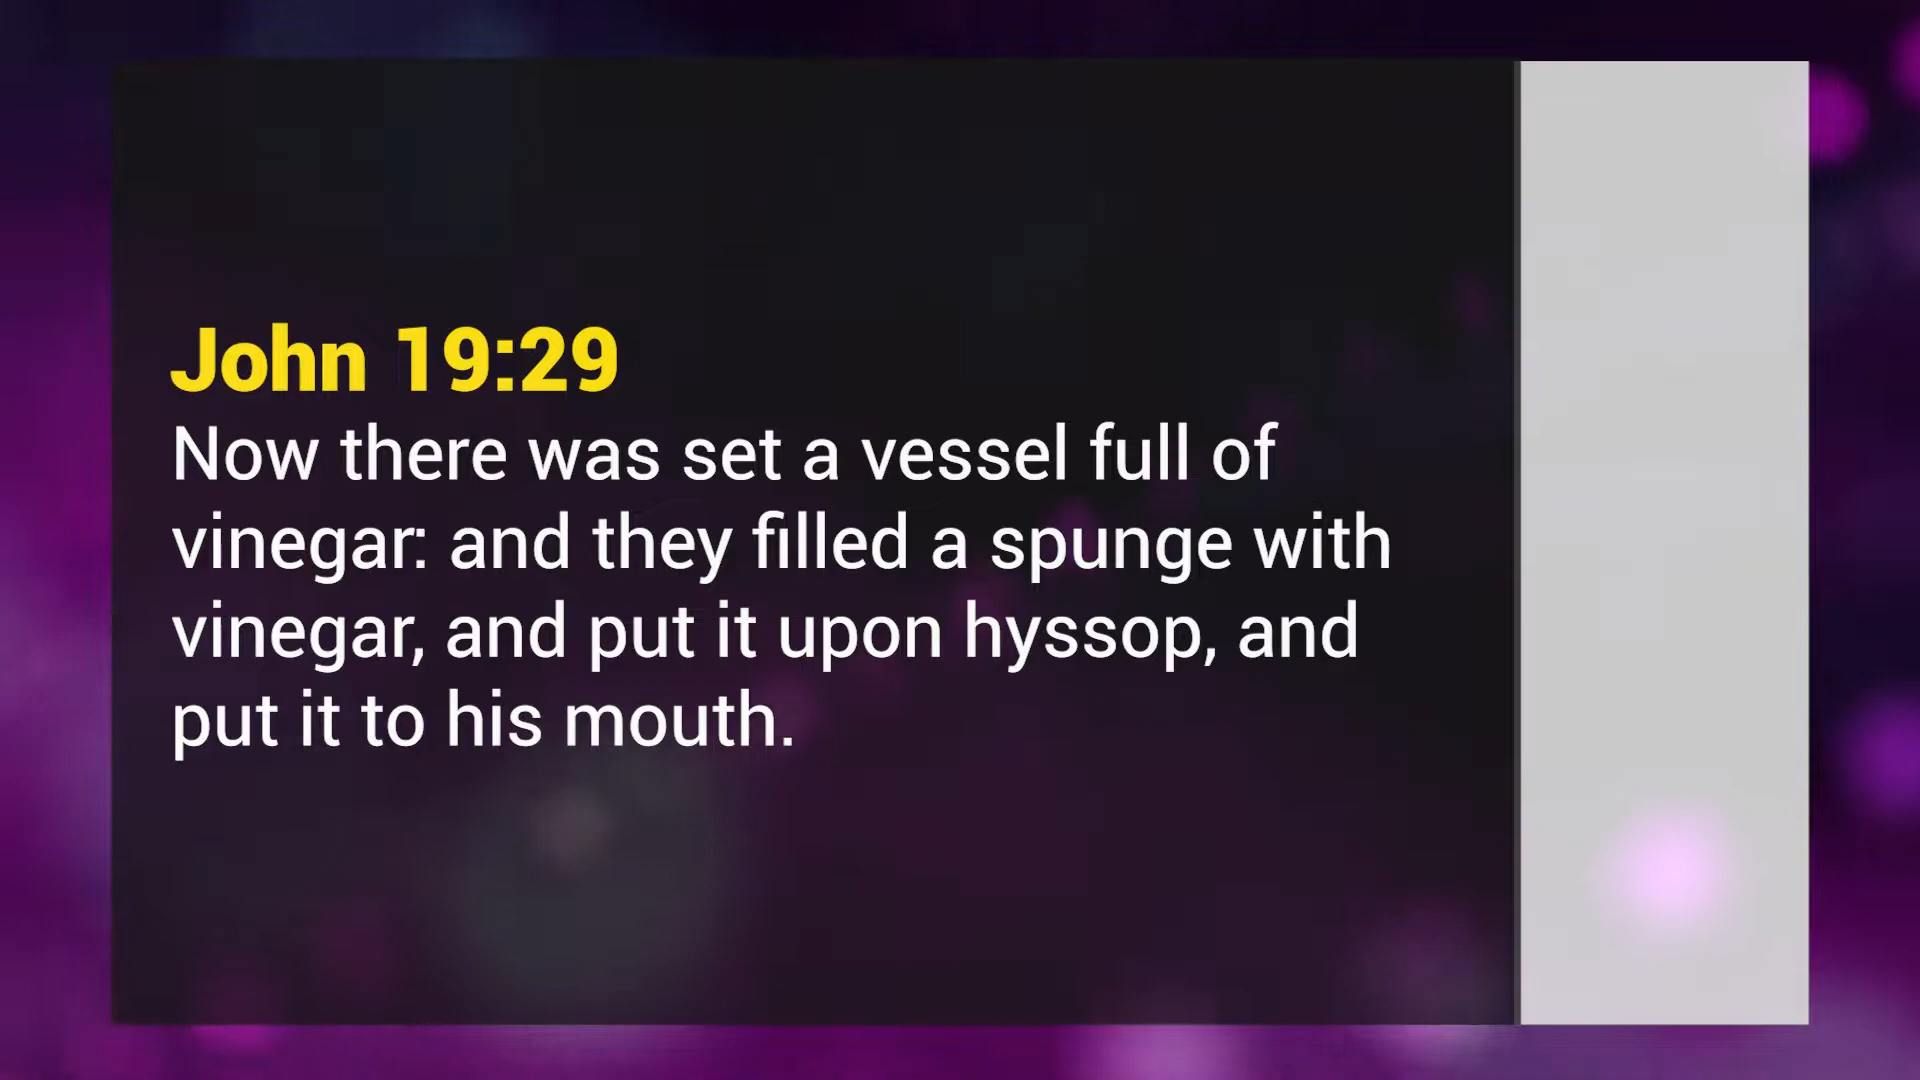 John 19:29
Now there was set a vessel full of
vinegar: and they filled a spunge with
vinegar, and put it upon hyssop, and
put it to his mouth.